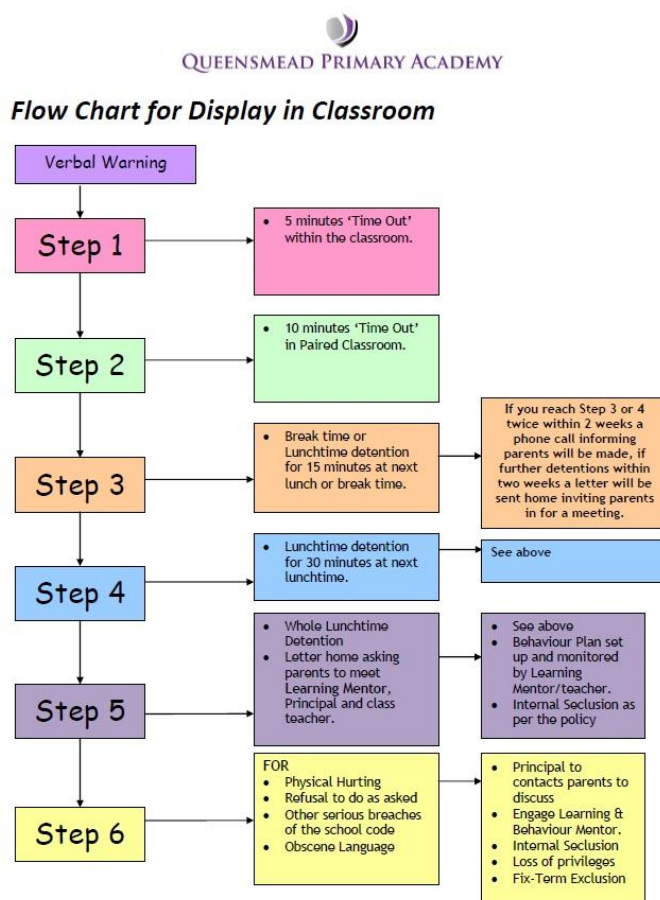 QUEENSMEAD PRIMARY ACADEMY
Flow Chart for Display in Classroom
Verbal Warning
Step 1
• 5 minutes ‘Time Out’
within the classroom.
Step 2
• 10 minutes ‘Time Out’
in Paired Classroom.
Step 3
• Break time or
Lunchtime detention
for 15 minutes at next
lunch or break time.
If you reach Step 3 or 4
twice within 2 weeks a
phone call informing
parents will be made, if
further detentions within
two weeks a letter will be
sent home inviting parents
in for a meeting.
Step 4
• Lunchtime detention
for 30 minutes at next
lunchtime.
See above
Step 5
• Whole Lunchtime
Detention
• Letter home asking
parents to meet
Learning Mentor,
Principal and class
teacher.
• See above
• Behaviour Plan set
up and monitored
by Learning
Mentor/teacher.
• Internal Seclusion as
per the policy
Step 6
FOR
• Physical Hurting
• Refusal to do as asked
• Other serious breaches
of the school code
• Obscene Language
• Principal to
contacts parents to
discuss
• Engage Learning &
Behaviour Mentor.
• Internal Seclusion
• Loss of privileges
• Fix-Term Exclusion